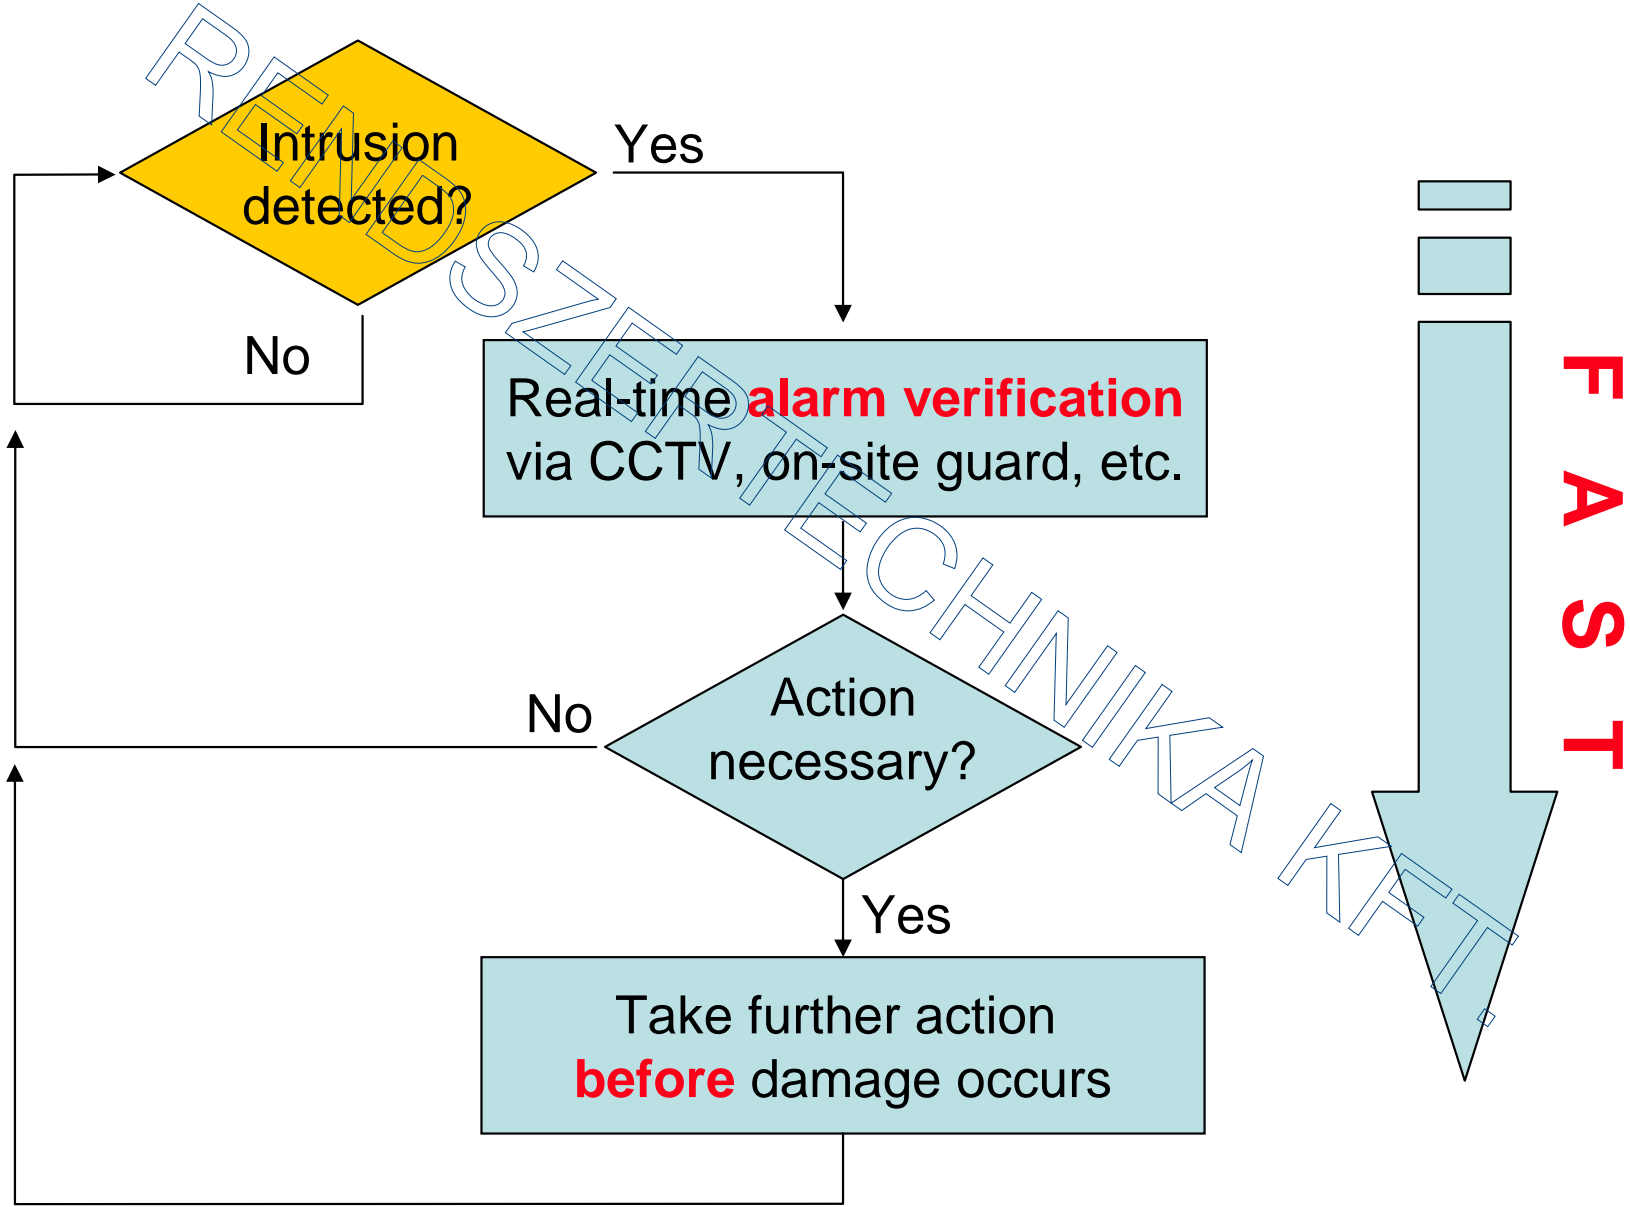 Intrusion
detected?
Yes
No
Real-time alarm verification
via CCTV, on-site guard, etc.
Action
necessary?
No
Yes
Take further action
before damage occurs
FAST
RENDSZERTECHNIKA KFT.